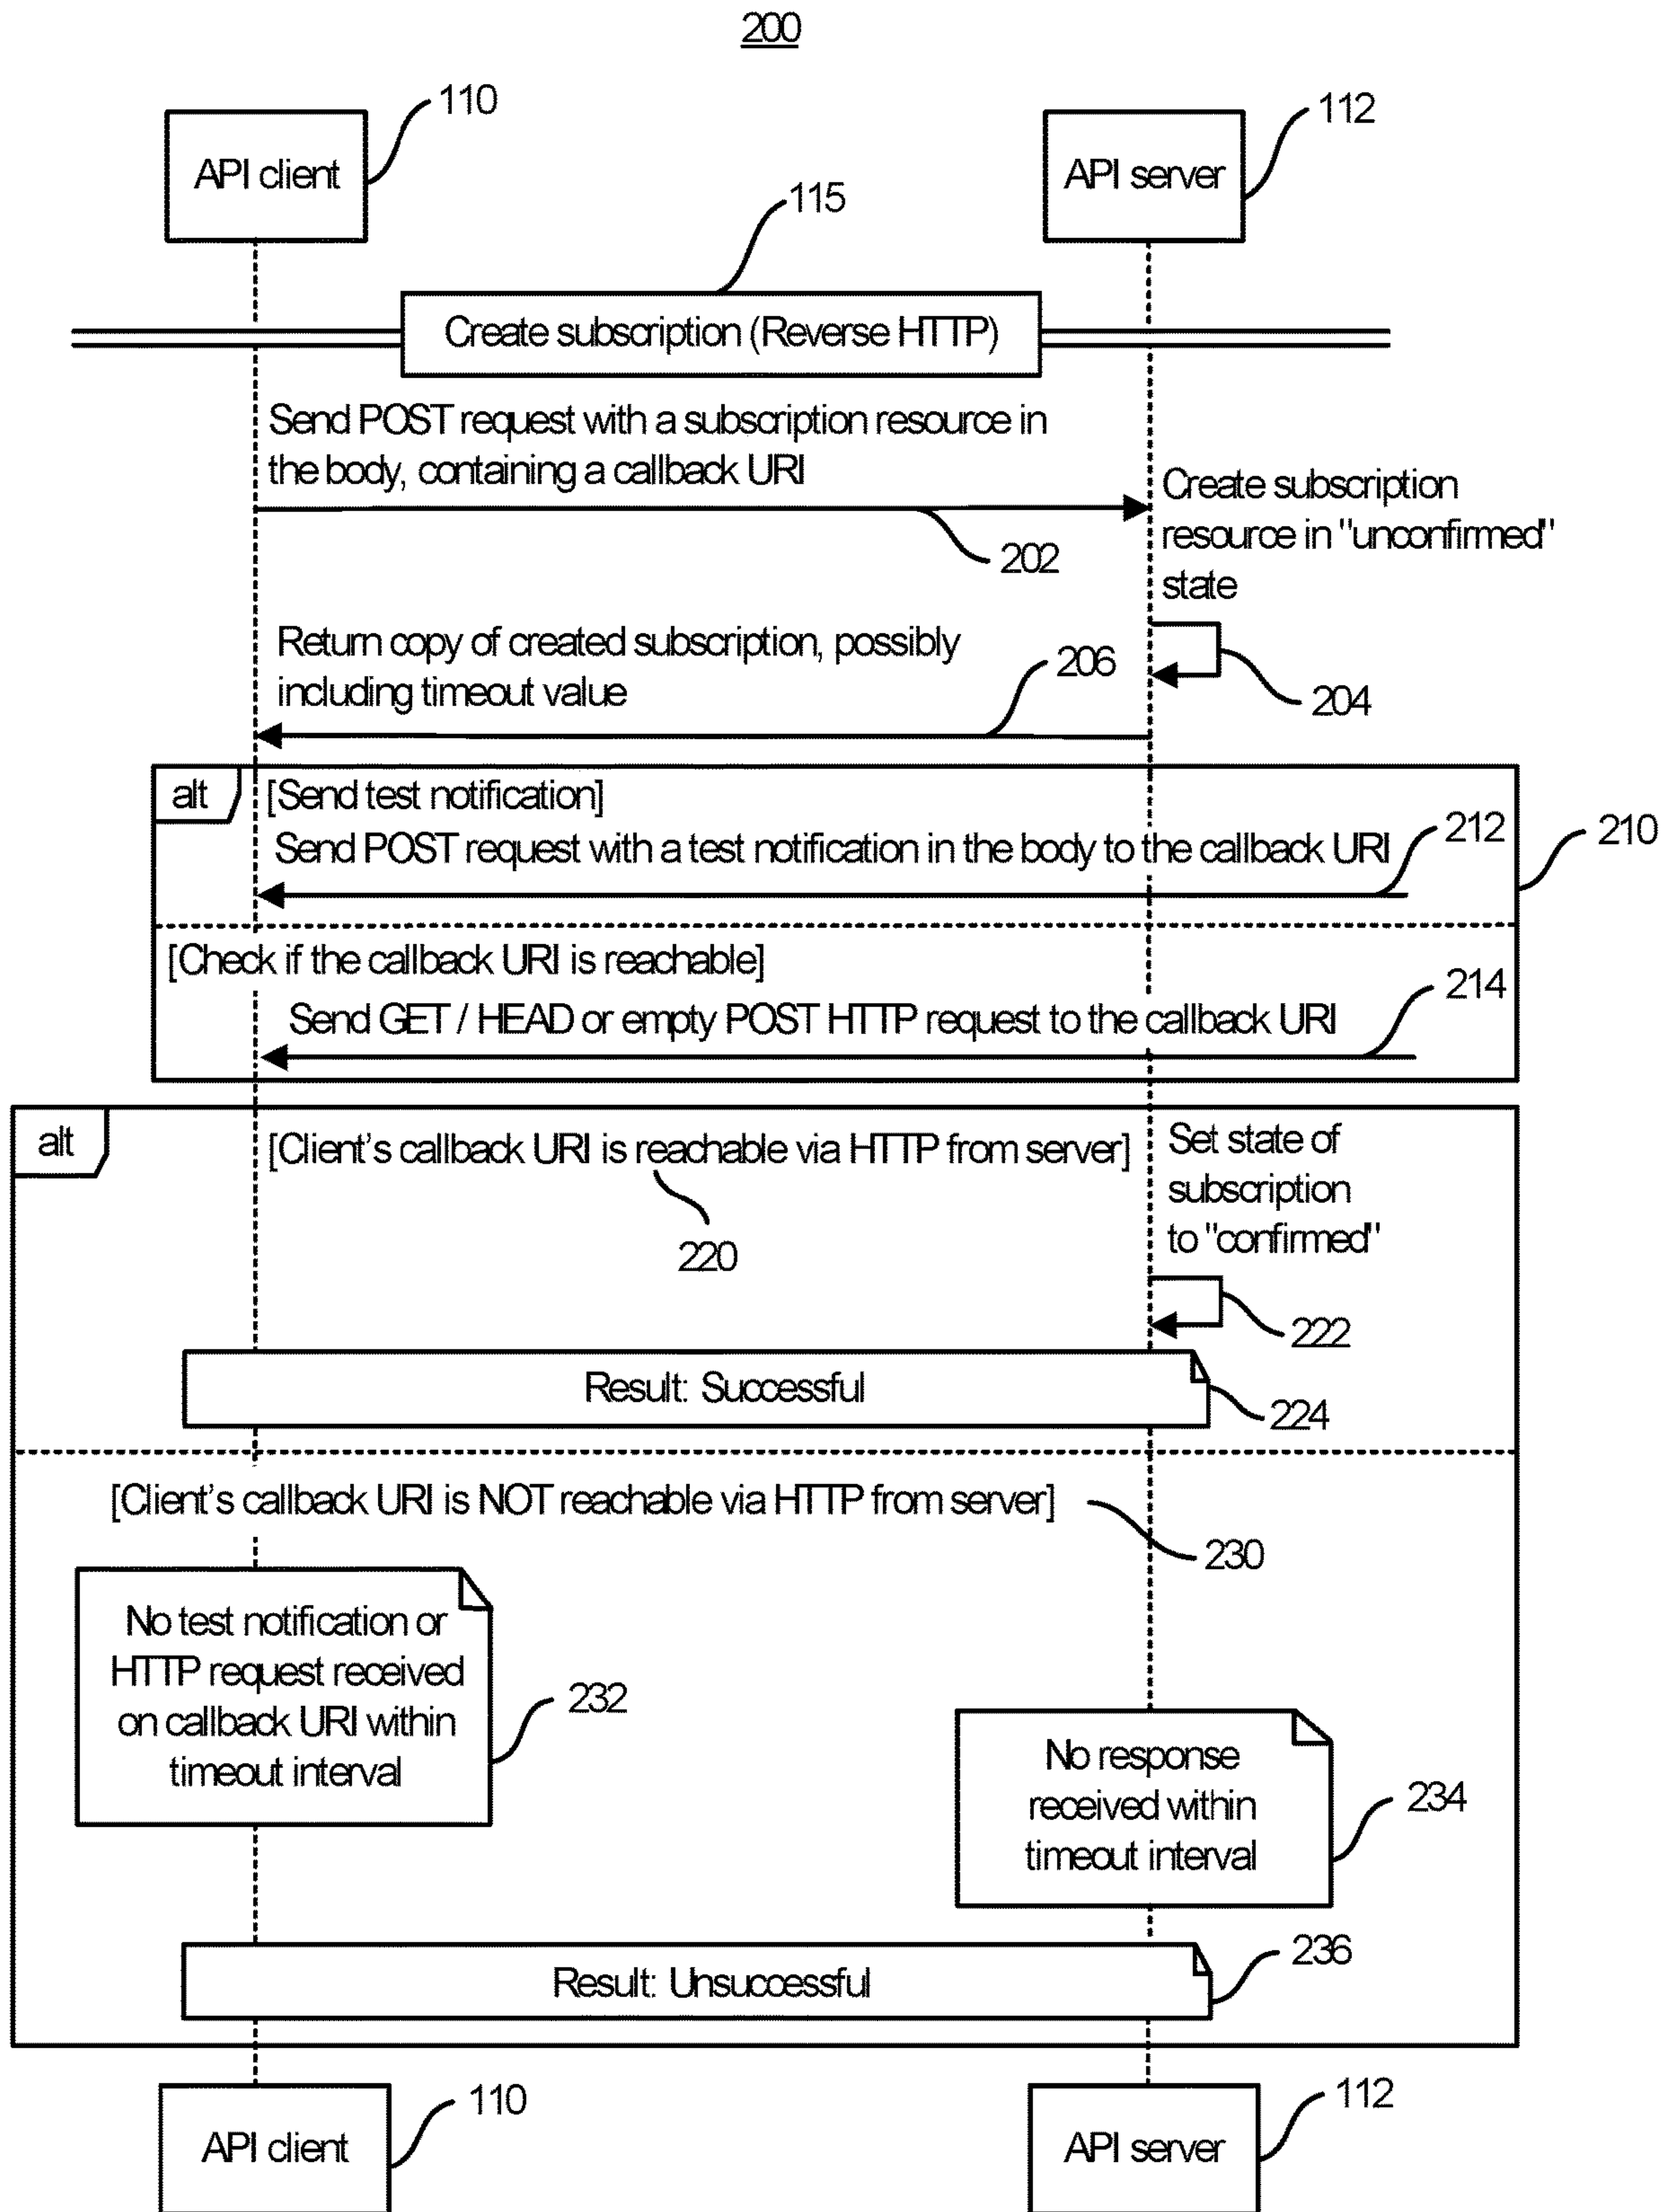 200
110
112
API client
API server
115
Create subscription (Reverse HTTP)
Send POST request with a subscription resource in
the body, containing a callback URI
Create subscription
resource in "unconfirmed"
state
202
Return copy of created subscription, possibly
including timeout value
206
204
alt
[Send test notification]
212
210
Send POST request with a test notification in the body to the callback URI
[Check if the callback URI is reachable]
214
Send GET / HEAD or empty POST HTTP request to the callback URI
alt
[Client's callback URI is reachable via HTTP from server]
Set state of
subscription
to "confirmed"
220
222
Result: Successful
224
[Client's callback URI is NOT reachable via HTTP from server]
230
No test notification or
HTTP request received
on callback URI within
timeout interval
232
No response
received within
timeout interval
234
236
Result: Unsuccessful
110
112
API client
API server